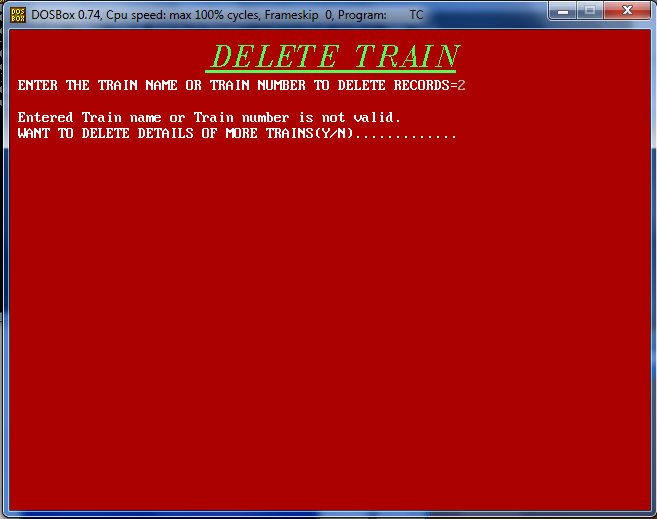 DOS
BOX
DOSBox 0.74, Cpu speed: max 100% cycles, Frameskip 0, Program: TC
DELETE TRAIN
ENTER THE TRAIN NAME OR TRAIN NUMBER TO DELETE RECORDS=2
Entered Train name or Train number is not valid.
WANT TO DELETE DETAILS OF MORE TRAINS(Y/N).............